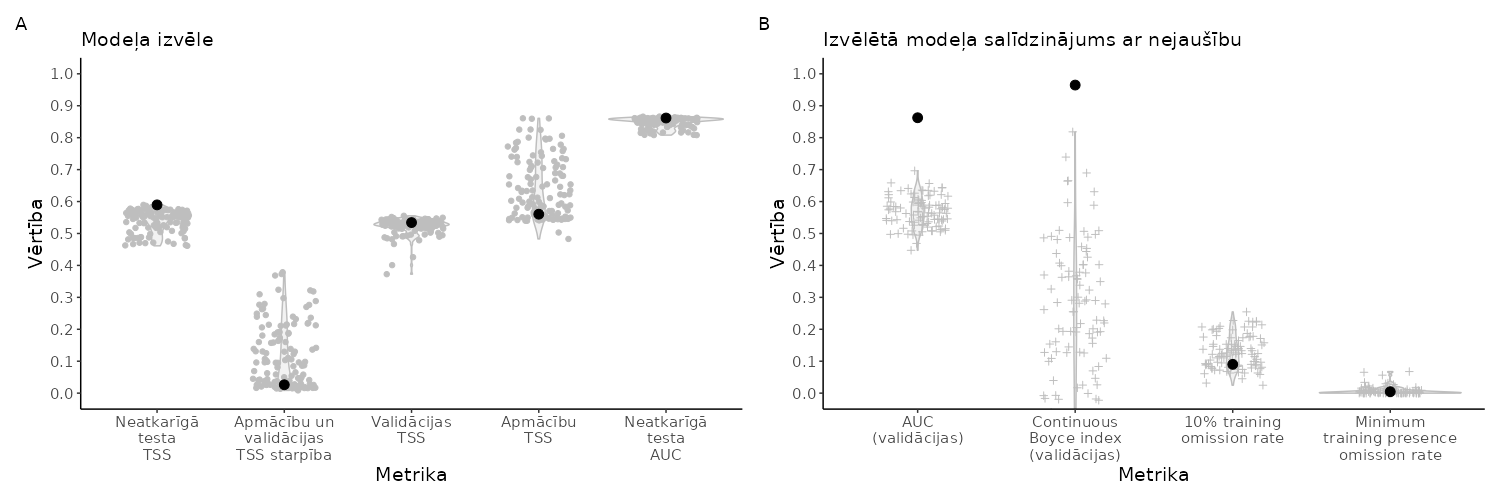 A
Modeļa izvēle
Vērtība
1.0
0.9
0.8
0.7
0.6
0.5
0.4
0.3
0.2
0.1
0.0
Neatkarīgā
testa
TSS
Apmācību un
validācijas
TSS starpība
Validācijas
TSS
Apmācību
TSS
Neatkarīgā
testa
AUC
Metrika
B
Izvēlētā modeļa salīdzinājums ar nejaušību
Vērtība
1.0
0.9
0.8
0.7
0.6
0.5
0.4
0.3
0.2
0.1
0.0
AUC
(validācijas)
Continuous
Boyce index
(validācijas)
10% training
omission rate
Minimum
training presence
omission rate
Metrika